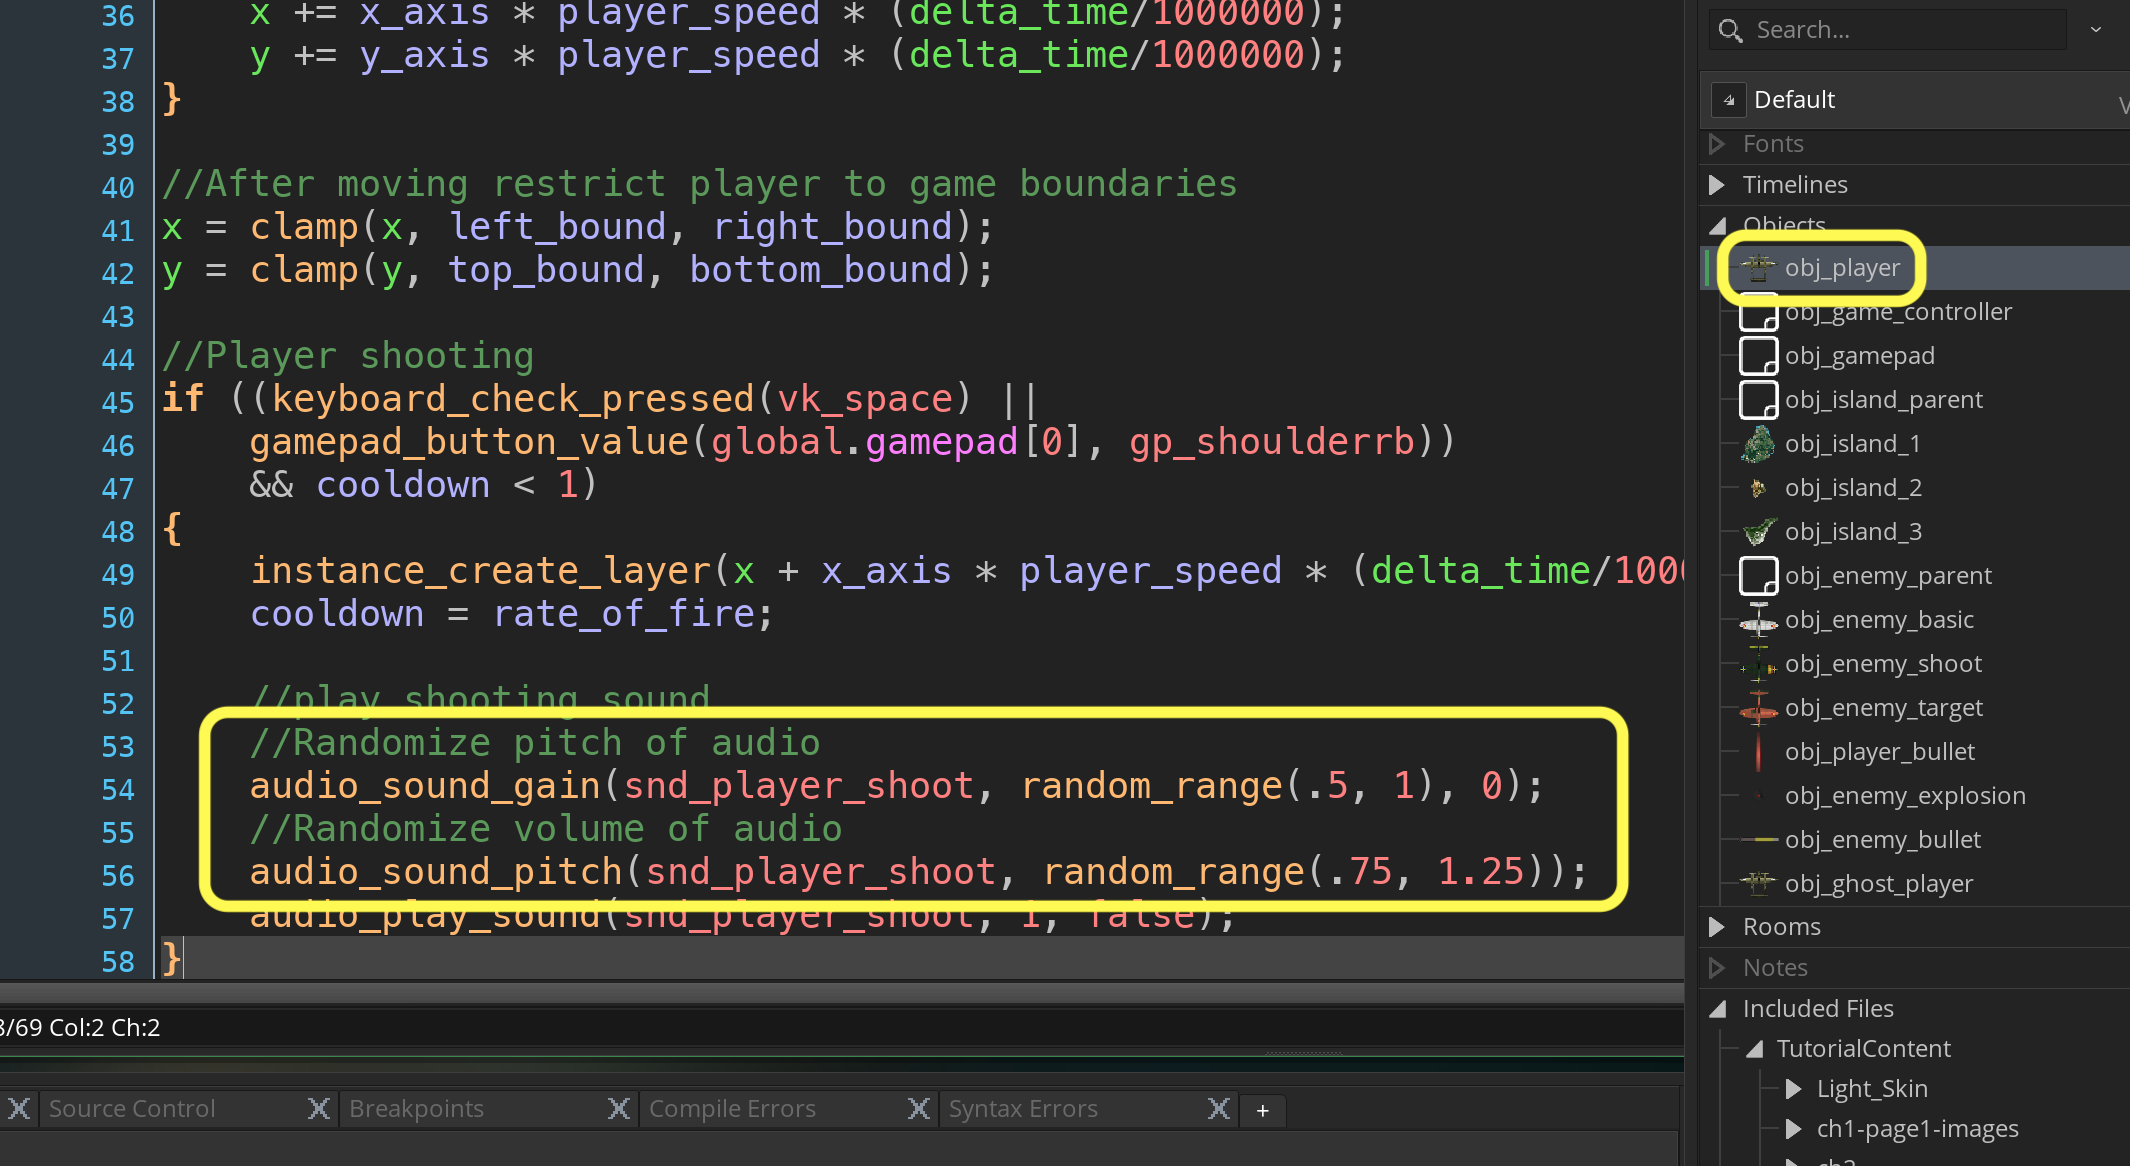 36 x += x_axis * player_speed * (delta_time/1000000);
37 y += y_axis * player_speed * (delta_time/1000000);
38 }
39
40 //After moving restrict player to game boundaries
41 x = clamp(x, left_bound, right_bound);
42 y = clamp(y, top_bound, bottom_bound);
43
44 //Player shooting
45 if ((keyboard_check_pressed(vk_space) ||
46 gamepad_button_value(global.gamepad[0], gp_shoulderrb))
47 && cooldown < 1)
48 {
49 instance_create_layer(x + x_axis * player_speed * (delta_time/1000
50 cooldown = rate_of_fire;
51
52 //play shooting sound
53 //Randomize pitch of audio
54 audio_sound_gain(snd_player_shoot, random_range(.5, 1), 0);
55 //Randomize volume of audio
56 audio_sound_pitch(snd_player_shoot, random_range(.75, 1.25));
57 audio_play_sound(snd_player_shoot, 1, false);
58 }
/69 Col:2 Ch:2
Source Control
Breakpoints
Compile Errors
Syntax Errors
+
Search...
Default
Fonts
Timelines
Objects
obj_player
obj_game_controller
obj_gamepad
obj_island_parent
obj_island_1
obj_island_2
obj_island_3
obj_enemy_parent
obj_enemy_basic
obj_enemy_shoot
obj_enemy_target
obj_player_bullet
obj_enemy_explosion
obj_enemy_bullet
obj_ghost_player
Rooms
Notes
Included Files
TutorialContent
Light_Skin
ch1-page1-images